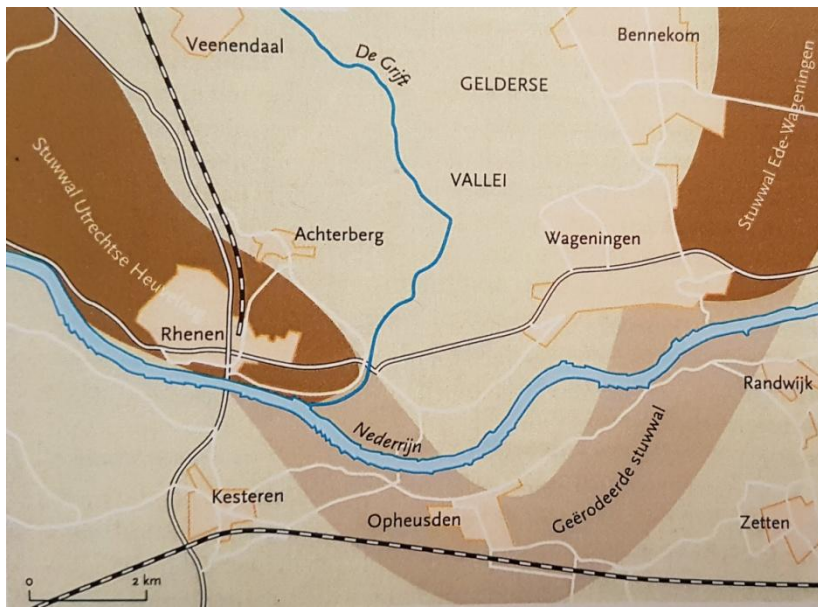 Veenendaal
De Grift
Bennekom
GELDERSE
Stuwwal Ede-Wageningen
Stuwwal Utrechtse Heuvelrug
VALLEI
Achterberg
Wageningen
Rhenen
Randwijk
Nederrijn
Geërodeerde stuwwal
Kesteren
Opheusden
Zetten
0 2 km